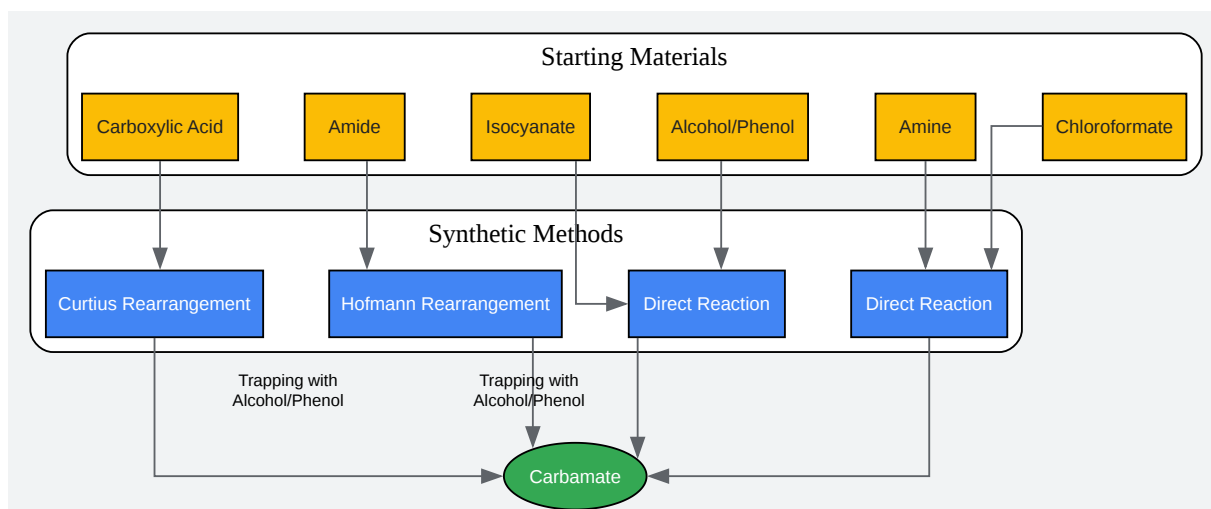 Starting Materials
Carboxylic Acid
Amide
Isocyanate
Alcohol/Phenol
Amine
Chloroformate
Synthetic Methods
Curtius Rearrangement
Hofmann Rearrangement
Direct Reaction
Direct Reaction
Trapping with
Alcohol/Phenol
Trapping with
Alcohol/Phenol
Carbamate